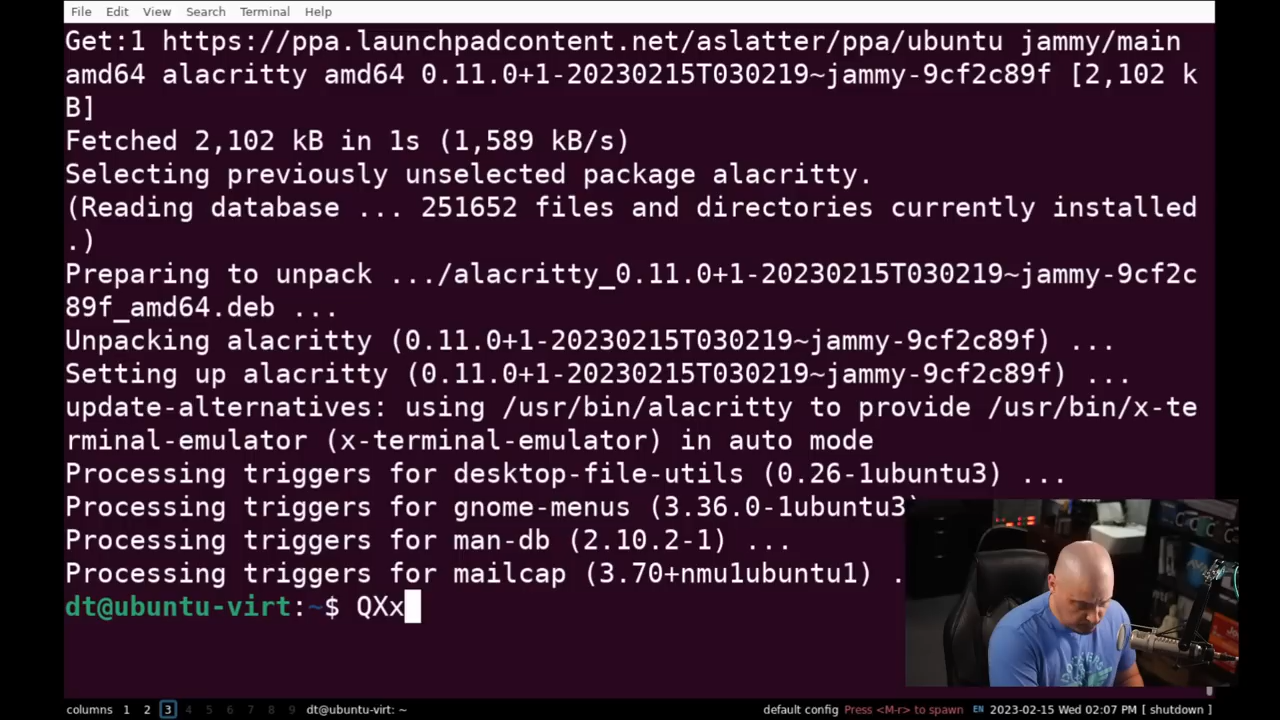 File Edit View Search Terminal Help
Get:1 https://ppa.launchpadcontent.net/aslatter/ppa/ubuntu jammy/main
amd64 alacritty amd64 0.11.0+1-20230215T030219~jammy-9cf2c89f [2,102 k
B]
Fetched 2,102 kB in 1s (1,589 kB/s)
Selecting previously unselected package alacritty.
(Reading database ... 251652 files and directories currently installed
.)
Preparing to unpack .../alacritty_0.11.0+1-20230215T030219~jammy-9cf2c
89f_amd64.deb ...
Unpacking alacritty (0.11.0+1-20230215T030219~jammy-9cf2c89f) ...
Setting up alacritty (0.11.0+1-20230215T030219~jammy-9cf2c89f) ...
update-alternatives: using /usr/bin/alacritty to provide /usr/bin/x-te
rminal-emulator (x-terminal-emulator) in auto mode
Processing triggers for desktop-file-utils (0.26-1ubuntu3) ...
Processing triggers for gnome-menus (3.36.0-1ubuntu3)
Processing triggers for man-db (2.10.2-1) ...
Processing triggers for mailcap (3.70+nmu1ubuntu1) .
dt@ubuntu-virt:~$ QXx
columns 1 2 3 4 5 6 7 8 9 dt@ubuntu-virt: ~ default config Press <M-r> to spawn EN 2023-02-15 Wed 02:07 PM [ shutdown ]